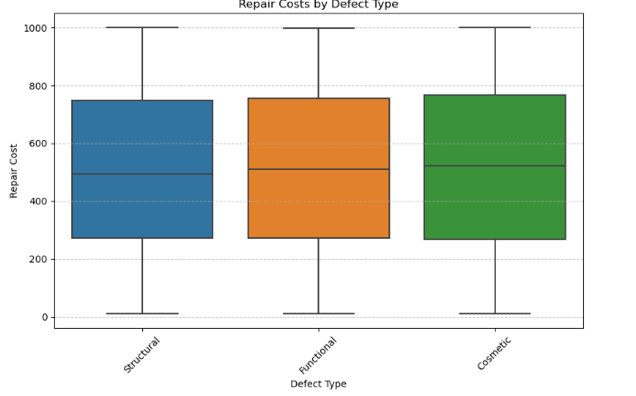 Repair Costs by Defect Type
1000
800
600
400
200
0
Repair Cost
Structural
Functional
Cosmetic
Defect Type